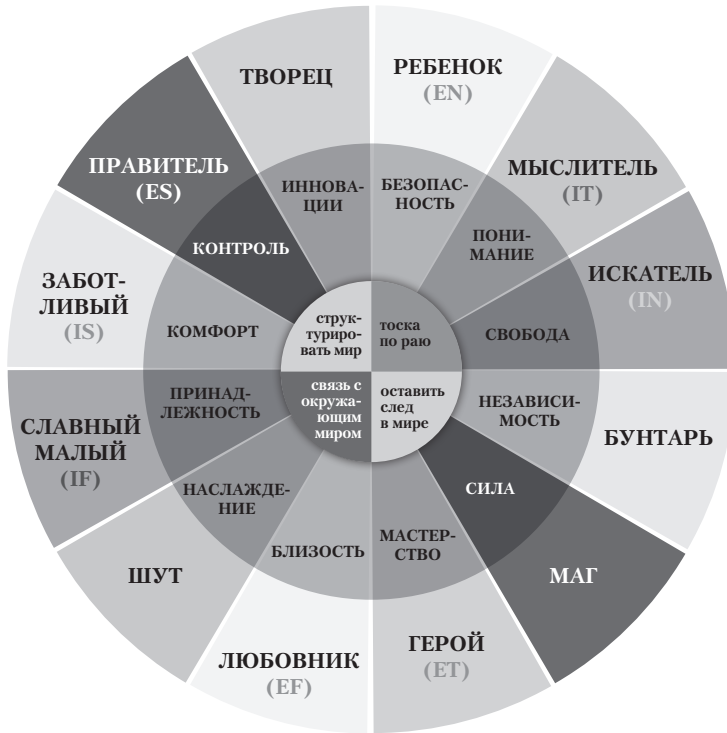 ТВОРЕЦ
РЕБЕНОК
(EN)
МЫСЛИТЕЛЬ
(IT)
ИСКАТЕЛЬ
(IN)
БУНТАРЬ
МАГ
ГЕРОЙ
(ET)
ЛЮБОВНИК
(EF)
ШУТ
СЛАВНЫЙ
МАЛЫЙ
(IF)
ЗАБОТ-
ЛИВЫЙ
(IS)
ПРАВИТЕЛЬ
(ES)
ИННОВА-
ЦИИ
БЕЗОПАС-
НОСТЬ
ПОНИ-
МАНИЕ
СВОБОДА
НЕЗАВИСИ-
МОСТЬ
СИЛА
МАСТЕР-
СТВО
БЛИЗОСТЬ
НАСЛАЖДЕ-
НИЕ
ПРИНАД-
ЛЕЖНОСТЬ
КОМФОРТ
КОНТРОЛЬ
струк-
туриро-
вать мир
тоска
по раю
связь с
окружа-
ющим
миром
оставить
след
в мире